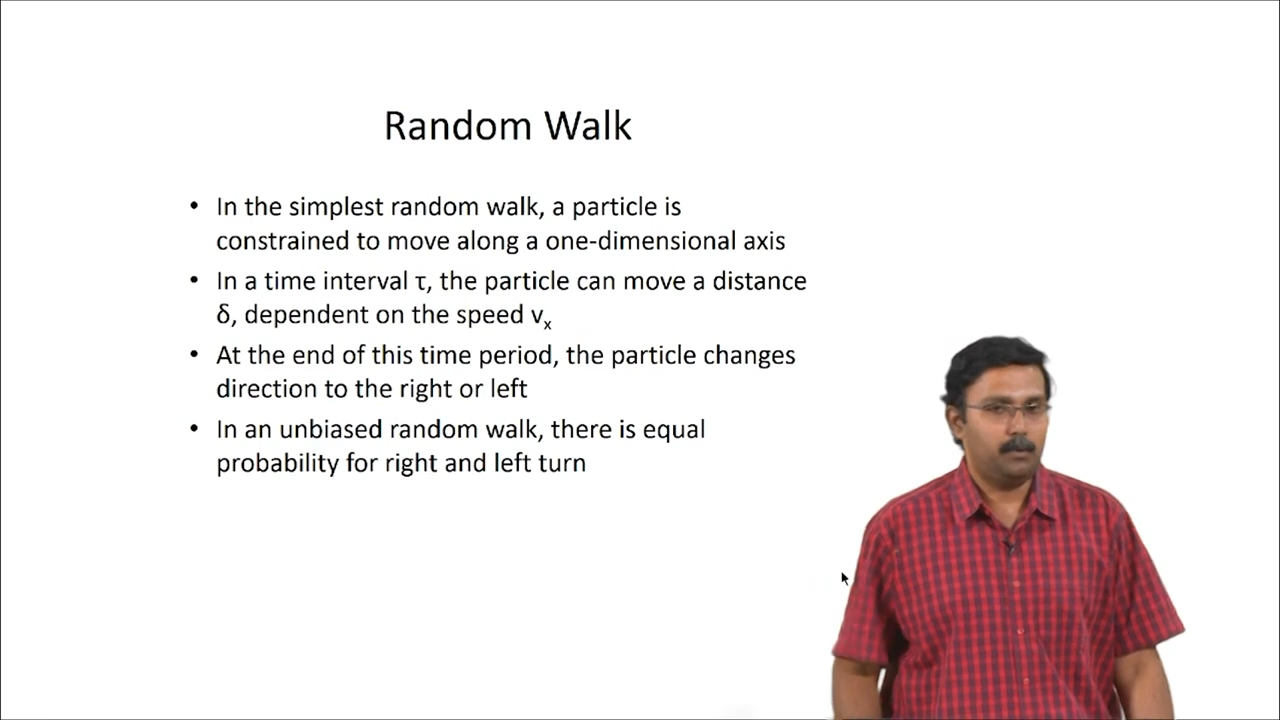 Random Walk
• In the simplest random walk, a particle is
constrained to move along a one-dimensional axis
• In a time interval τ, the particle can move a distance
δ, dependent on the speed vₓ
• At the end of this time period, the particle changes
direction to the right or left
• In an unbiased random walk, there is equal
probability for right and left turn